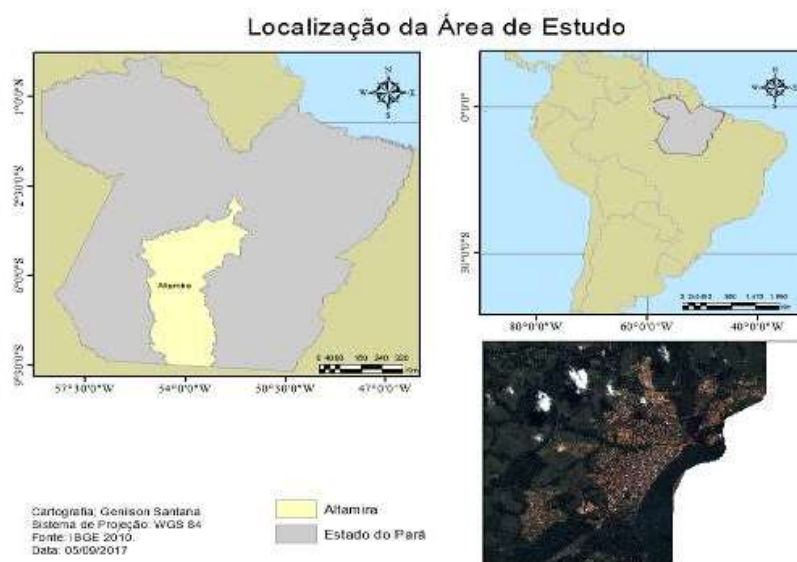 Localização da Área de Estudo
N
W
E
S
1°0'0"N
2°30'0"S
6°0'0"S
9°30'0"S
Altamira
Km
57°30'0"W
54°0'0"W
50°30'0"W
47°0'0"W
N
W
E
S
0°0'0"
30°0'0"S
80°0'0"W
60°0'0"W
40°0'0"W
Cartografia: Genilson Santana
Sistema de Projeção: WGS 84
Fonte: IBGE 2010.
Data: 05/09/2017
Altamira
Estado do Pará